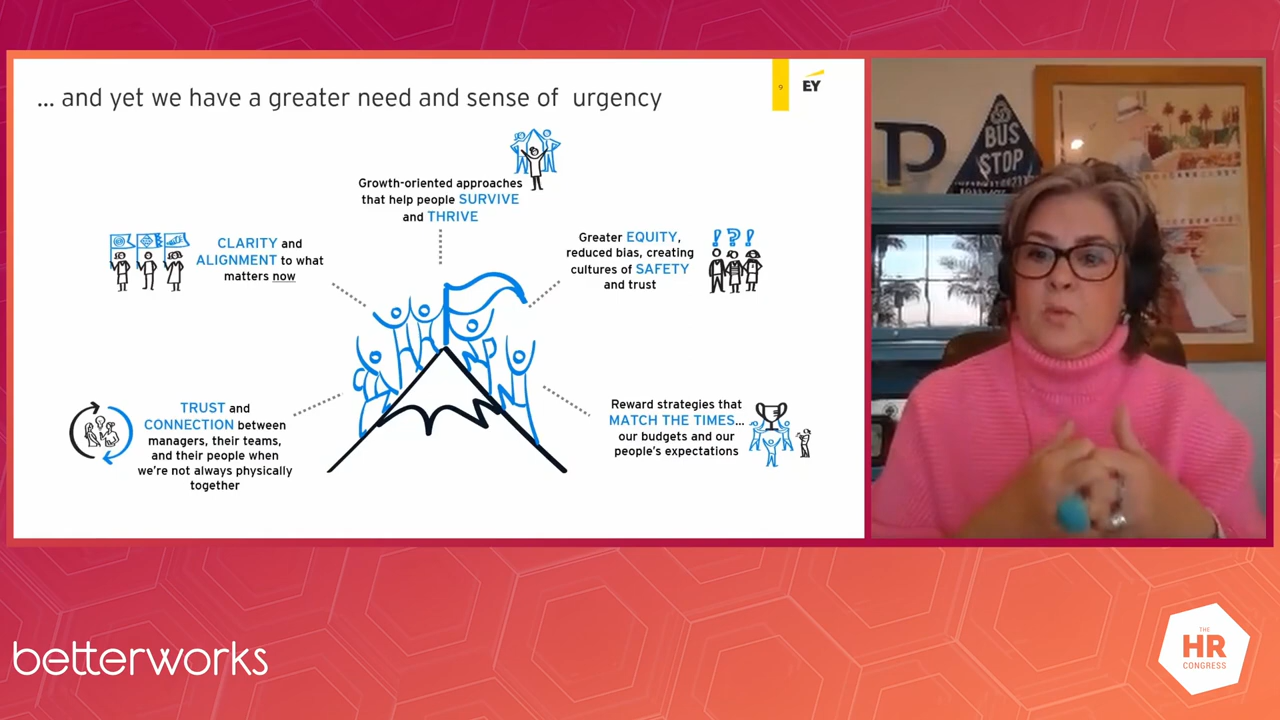 ... and yet we have a greater need and sense of urgency
9
EY
Growth-oriented approaches
that help people SURVIVE
and THRIVE
CLARITY and
ALIGNMENT to what
matters now
Greater EQUITY,
reduced bias, creating
cultures of SAFETY
and trust
! ? !
TRUST and
CONNECTION between
managers, their teams,
and their people when
we're not always physically
together
Reward strategies that
MATCH THE TIMES...
our budgets and our
people's expectations
P
BUS
STOP
betterworks
THE
HR
CONGRESS